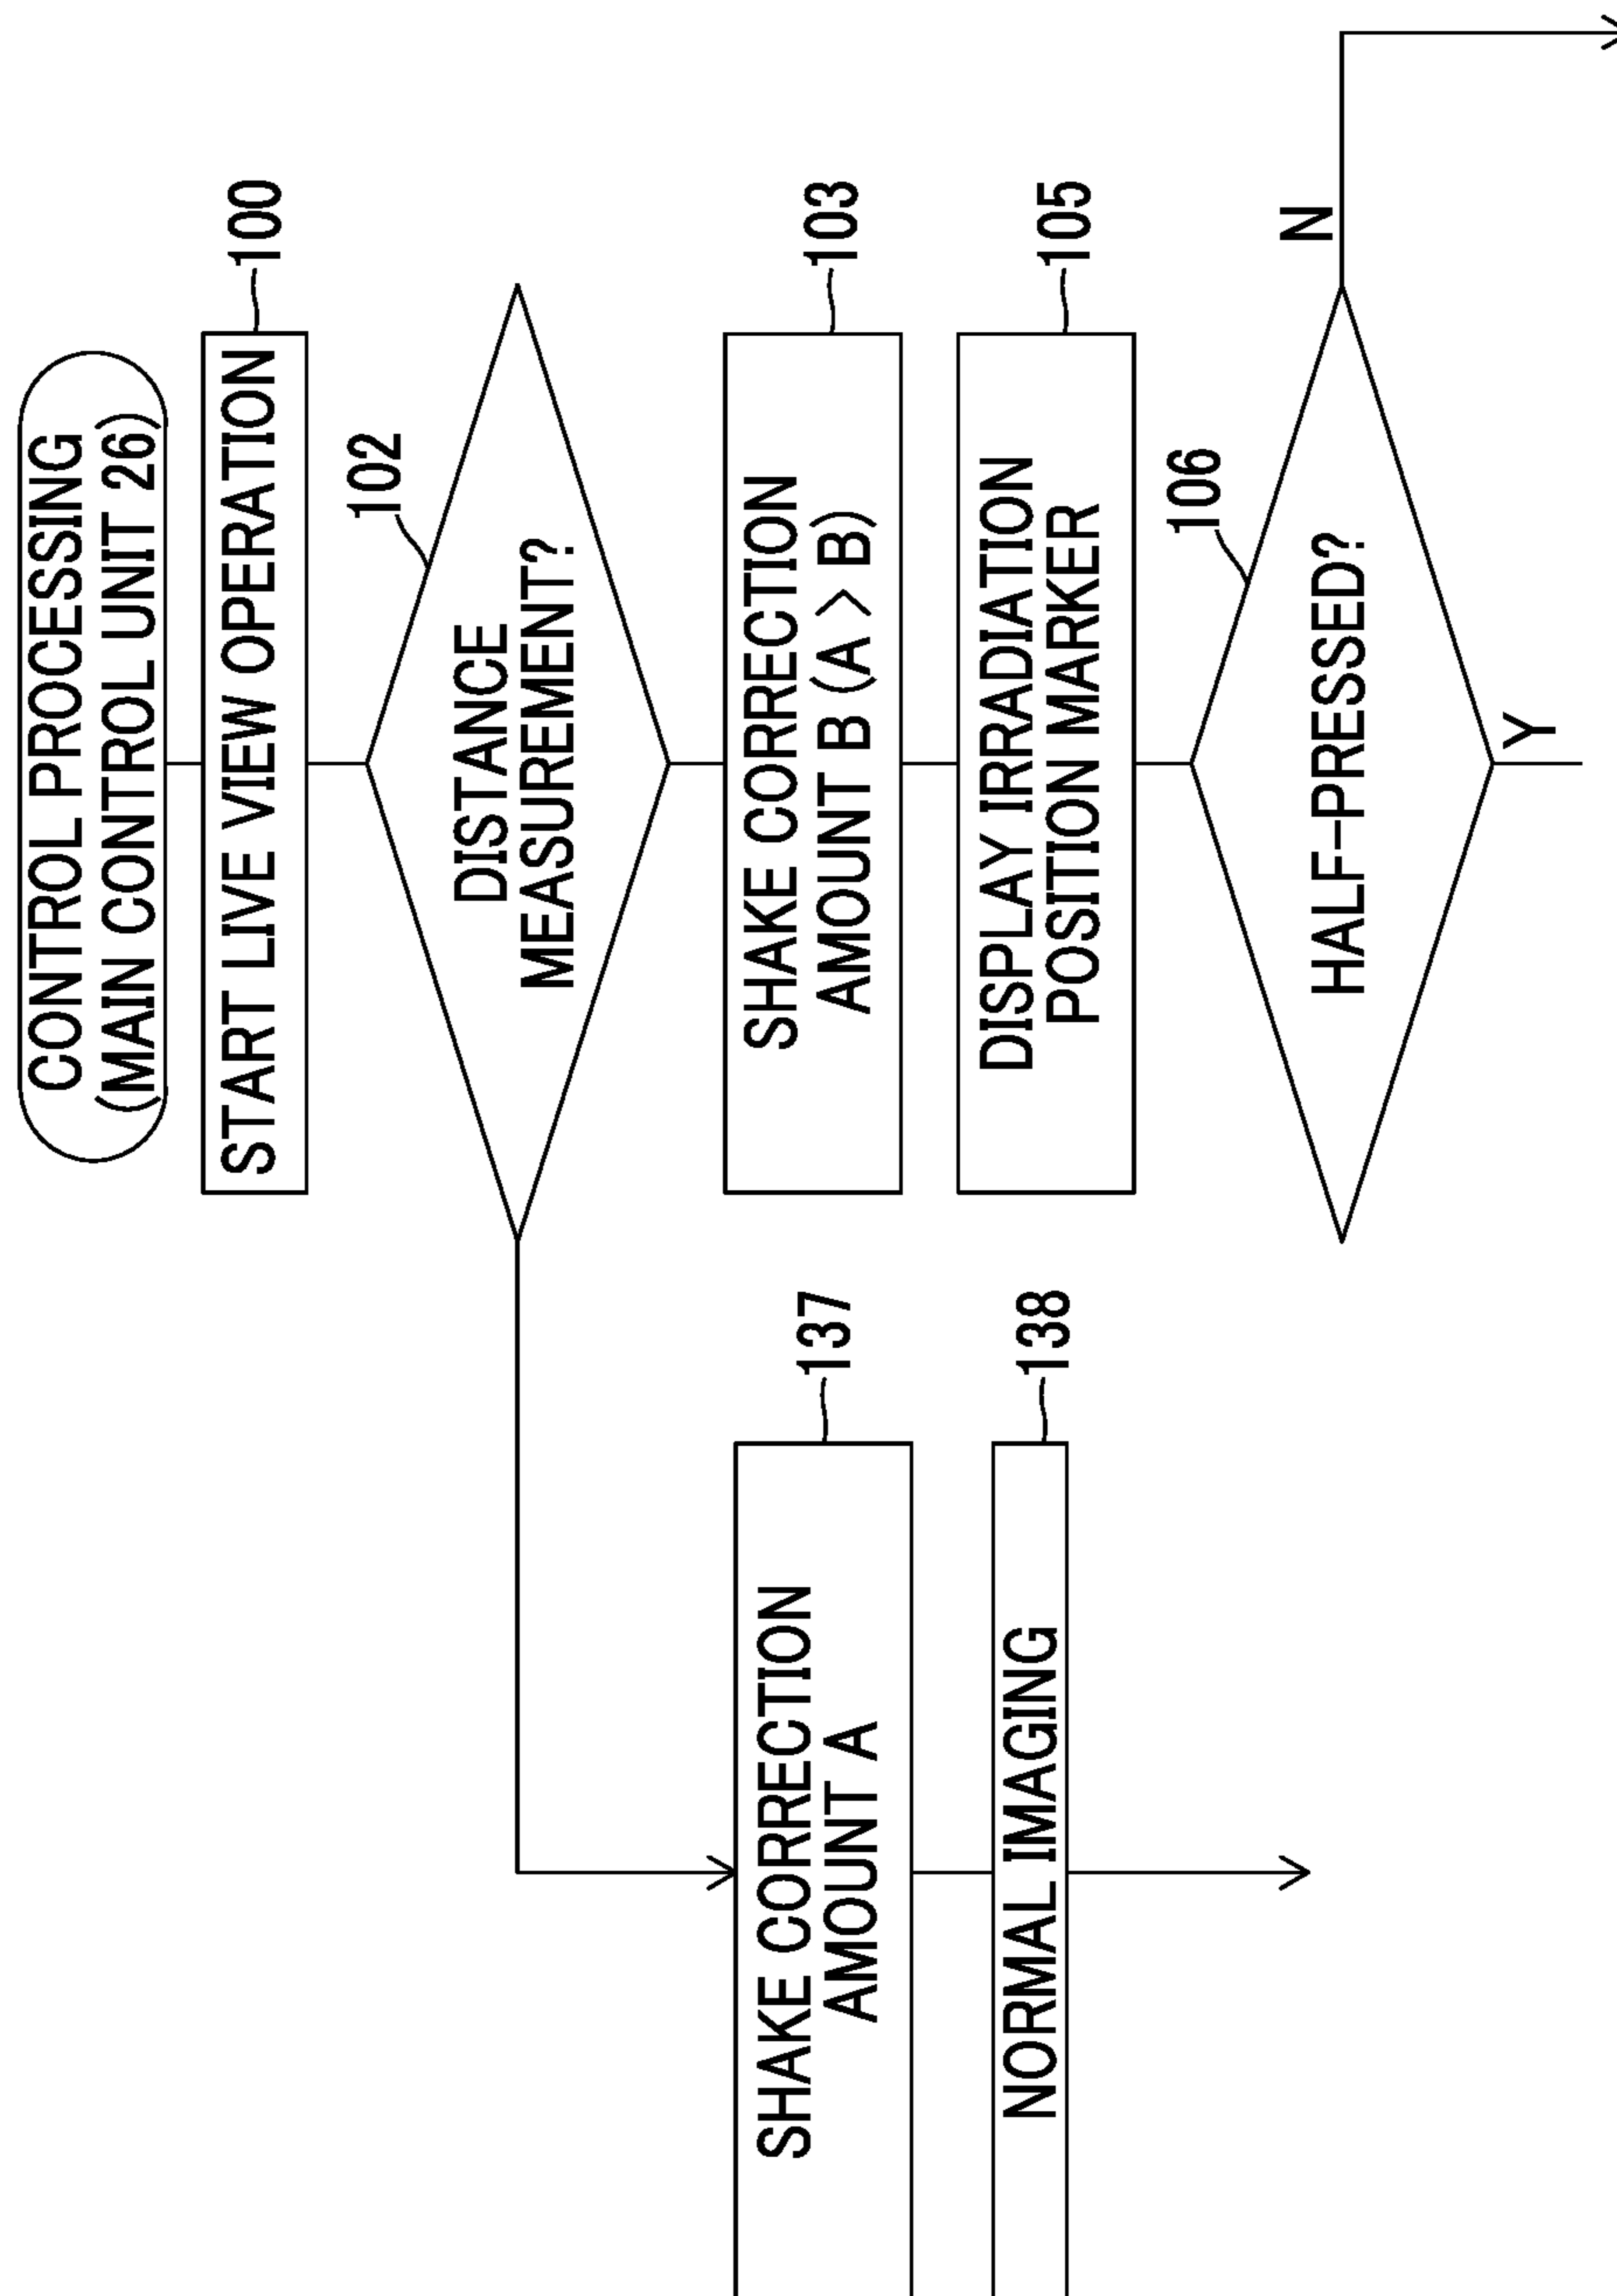 CONTROL PROCESSING
(MAIN CONTROL UNIT 26)
START LIVE VIEW OPERATION
100
102
DISTANCE
MEASUREMENT?
SHAKE CORRECTION
AMOUNT B (A > B)
103
DISPLAY IRRADIATION
POSITION MARKER
105
106
HALF-PRESSED?
N
Y
SHAKE CORRECTION
AMOUNT A
137
NORMAL IMAGING
138